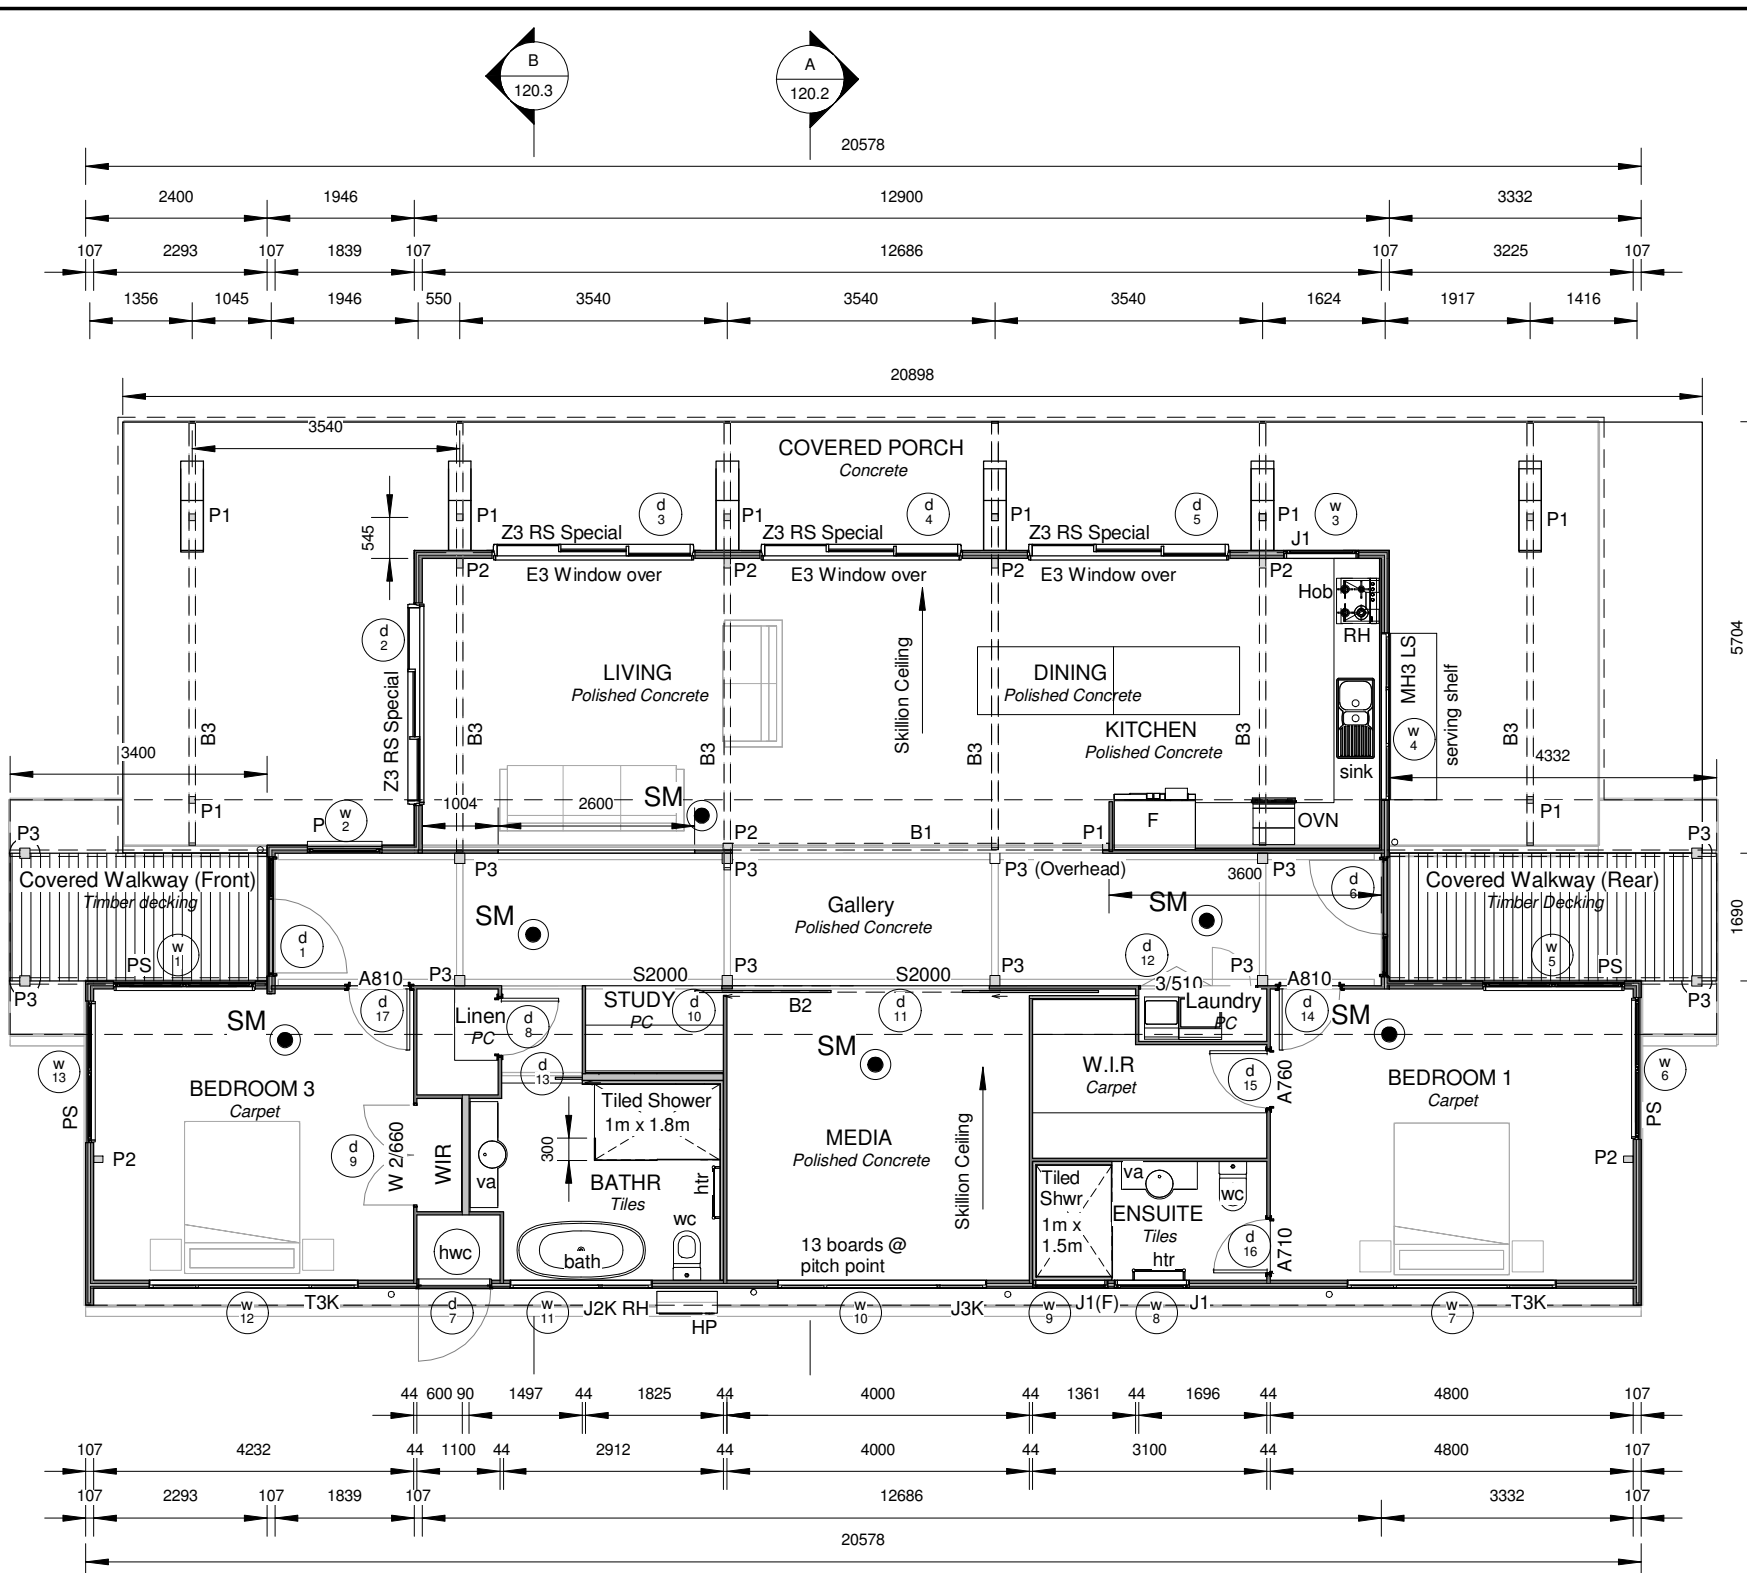 B
120.3
A
120.2
20578
2400 1946 12900 3332
107 2293 107 1839 107 12686 107 3225 107
1356 1045 1946 550 3540 3540 3540 1624 1917 1416
20898
3540
COVERED PORCH
Concrete
545
P1 P1 P1 P1 P1 P1
d 3
d 4
d 5
w 3
Z3 RS Special Z3 RS Special Z3 RS Special J1
P2 P2 P2 P2
E3 Window over E3 Window over E3 Window over
Hob
RH
d 2
Z3 RS Special
LIVING
Polished Concrete
Skillion Ceiling
DINING
Polished Concrete
KITCHEN
Polished Concrete
MH3 LS
serving shelf
w 4
sink
5704
B3 B3 B3 B3 B3 B3
3400
4332
1004 2600
SM
P1
P
w 2
P2
B1
P1
F
OVN
P1
P3 P3
P3 P3 P3 (Overhead) P3
3600
d 6
Covered Walkway (Front)
Timber decking
Covered Walkway (Rear)
Timber Decking
Gallery
Polished Concrete
SM SM
1690
w 1
PS
d 1
d 12
w 5
PS
P3 P3 P3 P3 P3 P3
A810 S2000 S2000 3/510 A810
d 17
Linen
PC
d 8
STUDY
PC
d 10
B2
d 11
Laundry
PC
d 14
SM SM SM
w 13
PS
d 13
W.I.R
Carpet
d 15
A760
w 6
PS
BEDROOM 3
Carpet
Tiled Shower
1m x 1.8m
BEDROOM 1
Carpet
d 9
W 2/660
WIR
va
300
MEDIA
Polished Concrete
P2 P2
BATHR
Tiles
htr
Skillion Ceiling
Tiled
Shwr
1m x
1.5m
va
wc
ENSUITE
Tiles
htr
d 16
A710
hwc
bath
wc
13 boards @
pitch point
w 12
T3K
d 7
w 11
J2K RH
HP
w 10
J3K
w 9
J1(F)
w 8
J1
w 7
T3K
44 600 90 1497 44 1825 44 4000 44 1361 44 1696 44 4800 107
107 4232 44 1100 44 2912 44 4000 44 3100 44 4800 107
107 2293 107 1839 107 12686 3332 107
20578